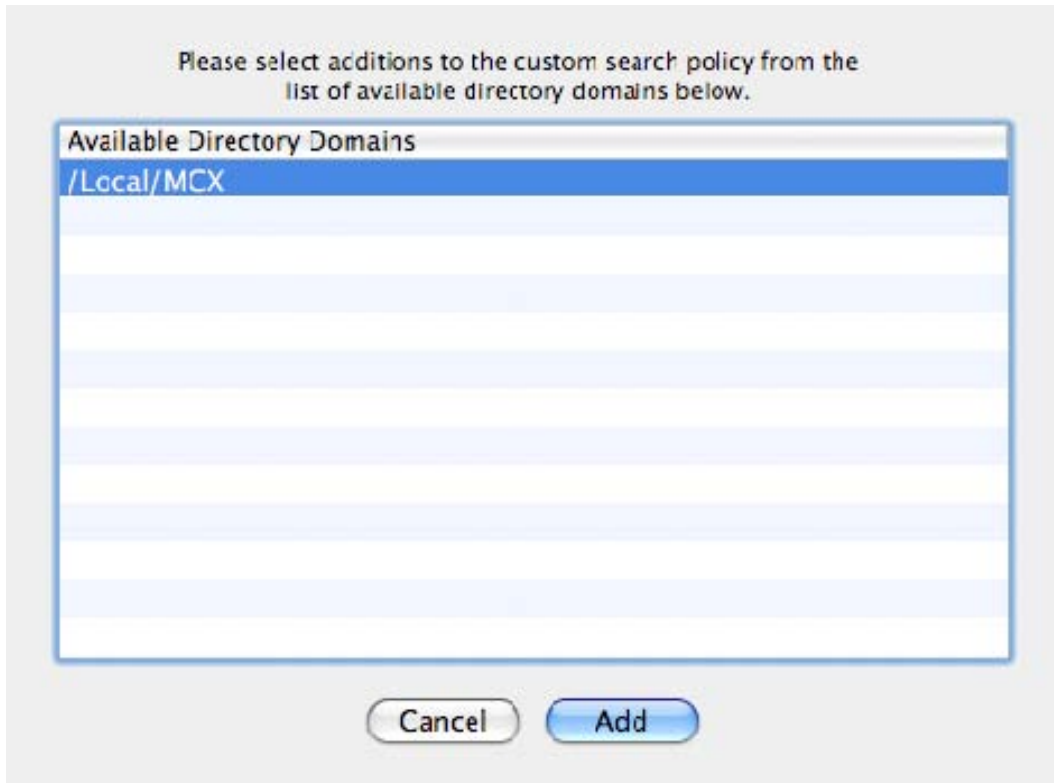 Please select additions to the custom search policy from the
list of available directory domains below.
Available Directory Domains
/Local/MCX
Cancel
Add